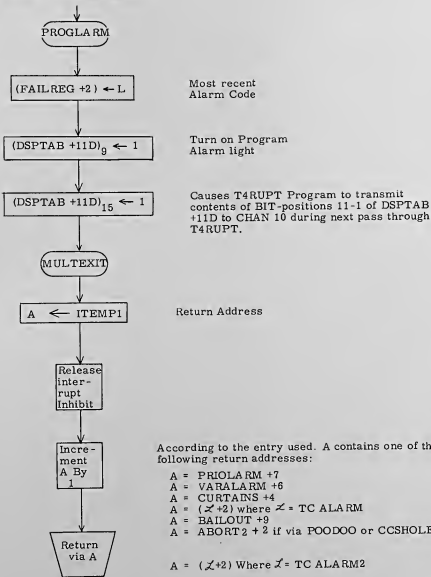 PROGLARM
(FAILREG +2) ← L
Most recent
Alarm Code
(DSPTAB +11D)9 ← 1
Turn on Program
Alarm light
(DSPTAB +11D)15 ← 1
Causes T4RUPT Program to transmit
contents of BIT-positions 11-1 of DSPTAB
+11D to CHAN 10 during next pass through
T4RUPT.
MULTEXIT
A ← ITEMP1
Return Address
Release
inter-
rupt
Inhibit
Incre-
ment
A By
1
According to the entry used. A contains one of the
following return addresses:
A = PRIOLARM +7
A = VARALARM +6
A = CURTAINS +4
A = (𝓛+2) where 𝓛 = TC ALARM
A = BAILOUT +9
A = ABORT2 + 2 if via POODOO or CCSHOLE
Return
via A
A = (𝓛+2) Where 𝓛 = TC ALARM2